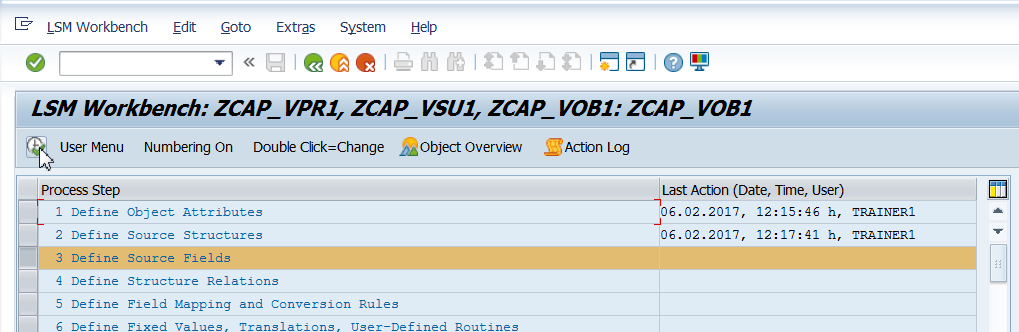 LSM Workbench Edit Goto Extras System Help
LSM Workbench: ZCAP_VPR1, ZCAP_VSU1, ZCAP_VOB1: ZCAP_VOB1
User Menu Numbering On Double Click=Change Object Overview Action Log
Process Step Last Action (Date, Time, User)
1 Define Object Attributes 06.02.2017, 12:15:46 h, TRAINER1
2 Define Source Structures 06.02.2017, 12:17:41 h, TRAINER1
3 Define Source Fields
4 Define Structure Relations
5 Define Field Mapping and Conversion Rules
6 Define Fixed Values, Translations, User-Defined Routines